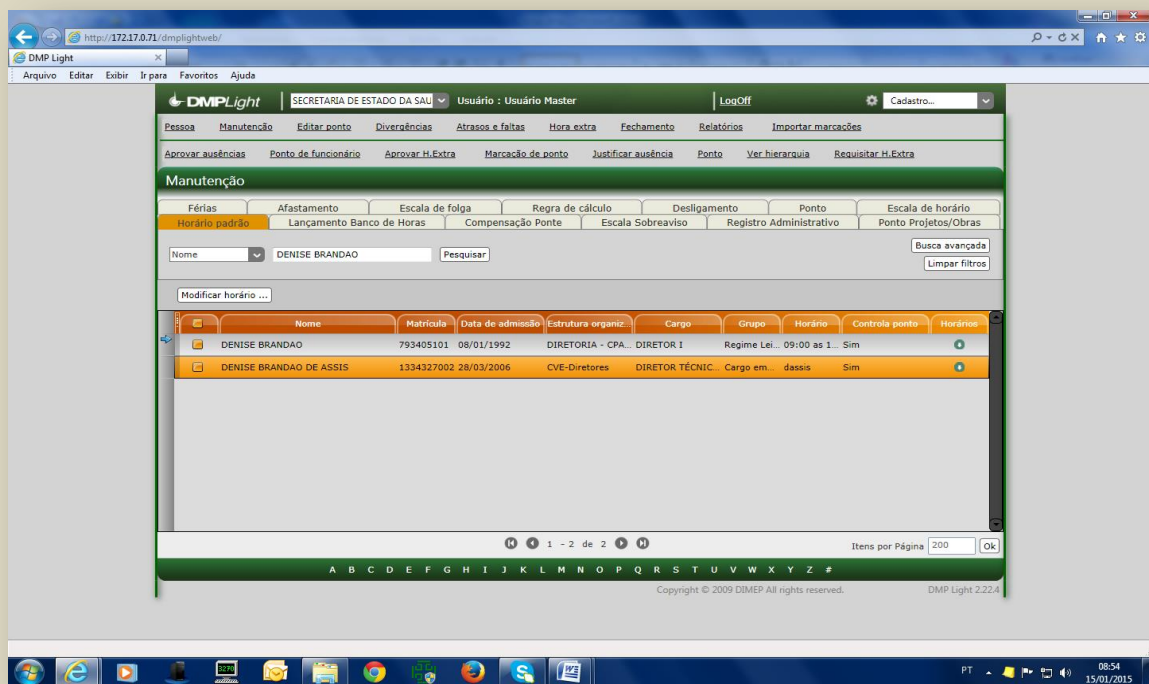 http://172.17.0.71/dmplightweb/
DMP Light
Arquivo Editar Exibir Ir para Favoritos Ajuda
DMPLight SECRETARIA DE ESTADO DA SAU Usuário : Usuário Master LogOff Cadastro...
Pessoa Manutenção Editar ponto Divergências Atrasos e faltas Hora extra Fechamento Relatórios Importar marcações
Aprovar ausências Ponto de funcionário Aprovar H.Extra Marcação de ponto Justificar ausência Ponto Ver hierarquia Requisitar H.Extra
Manutenção
Férias Afastamento Escala de folga Regra de cálculo Desligamento Ponto Escala de horário
Horário padrão Lançamento Banco de Horas Compensação Ponte Escala Sobreaviso Registro Administrativo Ponto Projetos/Obras
Nome DENISE BRANDAO Pesquisar Busca avançada
Limpar filtros
Modificar horário ...
Nome Matrícula Data de admissão Estrutura organiz... Cargo Grupo Horário Controla ponto Horários
DENISE BRANDAO 793405101 08/01/1992 DIRETORIA - CPA... DIRETOR I Regime Lei... 09:00 as 1... Sim
DENISE BRANDAO DE ASSIS 1334327002 28/03/2006 CVE-Diretores DIRETOR TÉCNIC... Cargo em... dassis Sim
1 - 2 de 2 Itens por Página 200 Ok
A B C D E F G H I J K L M N O P Q R S T U V W X Y Z #
Copyright © 2009 DIMEP All rights reserved. DMP Light 2.22.4
3270
PT 08:54
15/01/2015